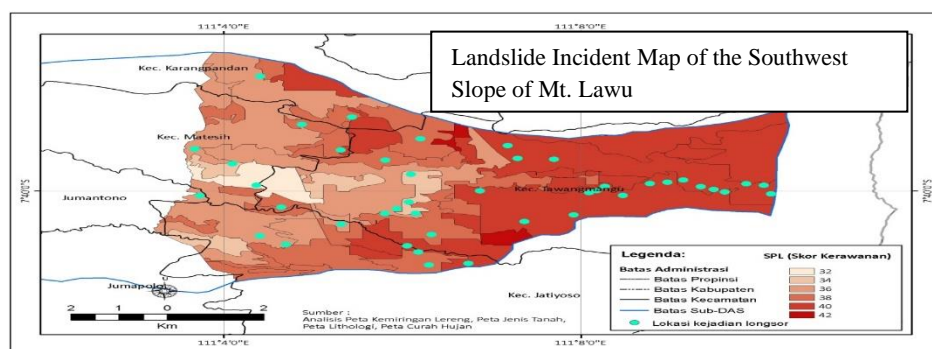 111°4'0"E
111°8'0"E
Landslide Incident Map of the Southwest
Slope of Mt. Lawu
Kec. Karangpandan
Kec. Matesih
7°40'S
Kec. Tawangmangu
7°40'S
Jumantono
Jumapolo
Kec. Jatiyoso
2 1 0 2
Km
Sumber :
Analisis Peta Kemiringan Lereng, Peta Jenis Tanah,
Peta Lithologi, Peta Curah Hujan
Legenda:
Batas Administrasi
Batas Propinsi
Batas Kabupaten
Batas Kecamatan
Batas Sub-DAS
Lokasi kejadian longsor
SPL (Skor Kerawanan)
32
34
36
38
40
42
111°4'0"E
111°8'0"E